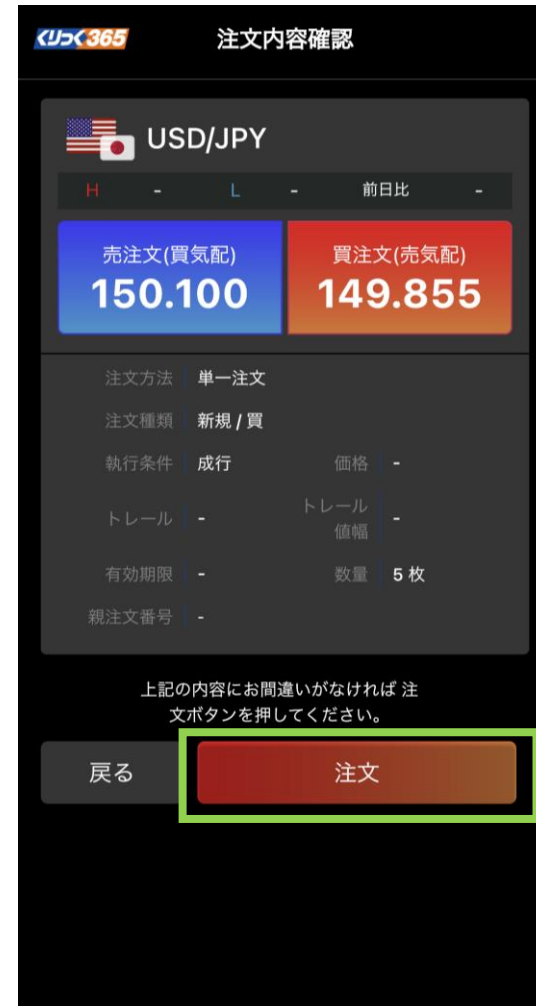 くりっく365 注文内容確認
USD/JPY
H - L - 前日比 -
売注文(買気配) 買注文(売気配)
150.100 149.855
注文方法 単一注文
注文種類 新規 / 買
執行条件 成行 価格 -
トレール - トレール値幅 -
有効期限 - 数量 5 枚
親注文番号 -
上記の内容にお間違いがなければ 注
文ボタンを押してください。
戻る 注文